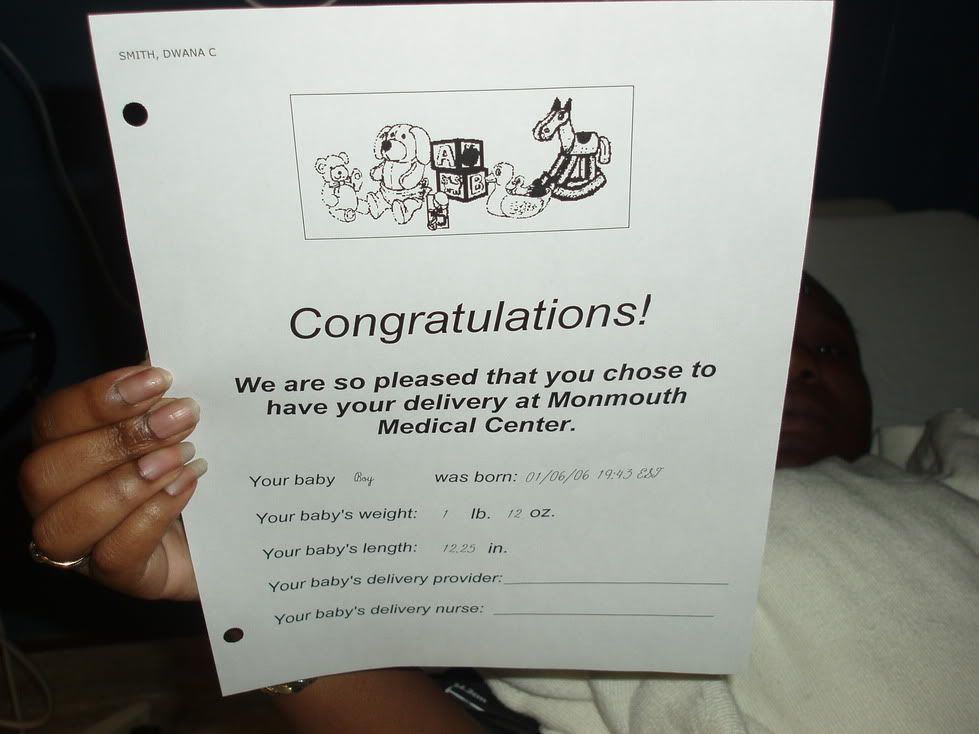 SMITH, DWANA C
A
B
Congratulations!
We are so pleased that you chose to
have your delivery at Monmouth
Medical Center.
Your baby Boy was born: 01/06/06 19:43 EST
Your baby's weight: 1 lb. 12 oz.
Your baby's length: 12.25 in.
Your baby's delivery provider:
Your baby's delivery nurse: